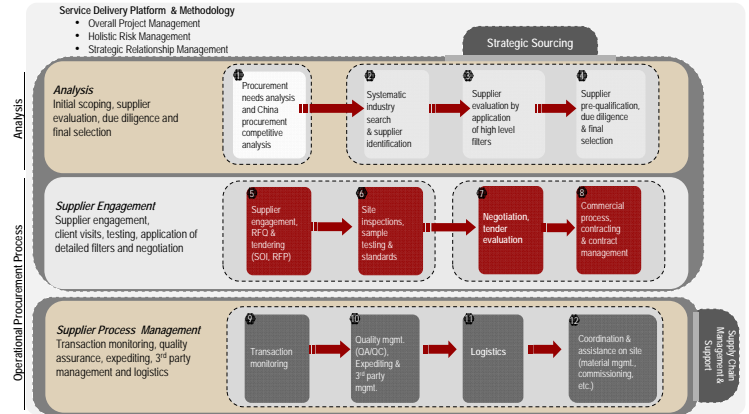 Service Delivery Platform & Methodology
• Overall Project Management
• Holistic Risk Management
• Strategic Relationship Management
Strategic Sourcing
Analysis
Operational Procurement Process
Analysis
Initial scoping, supplier
evaluation, due diligence and
final selection
1
Procurement
needs analysis
and China
procurement
competitive
analysis
2
Systematic
industry
search
& supplier
identification
3
Supplier
evaluation by
application
of high level
filters
4
Supplier
pre-qualification,
due diligence
& final
selection
Supplier Engagement
Supplier engagement,
client visits, testing, application of
detailed filters and negotiation
5
Supplier
engagement,
RFQ &
tendering
(SOI, RFP)
6
Site
inspections,
sample
testing &
standards
7
Negotiation,
tender
evaluation
8
Commercial
process,
contracting
& contract
management
Supplier Process Management
Transaction monitoring, quality
assurance, expediting, 3rd party
management and logistics
9
Transaction
monitoring
10
Quality mgmt.
(QA/QC),
Expediting &
3rd party
mgmt.
11
Logistics
12
Coordination &
assistance on site
(material mgmt.,
commissioning,
etc.)
Supply Chain
Management &
Support